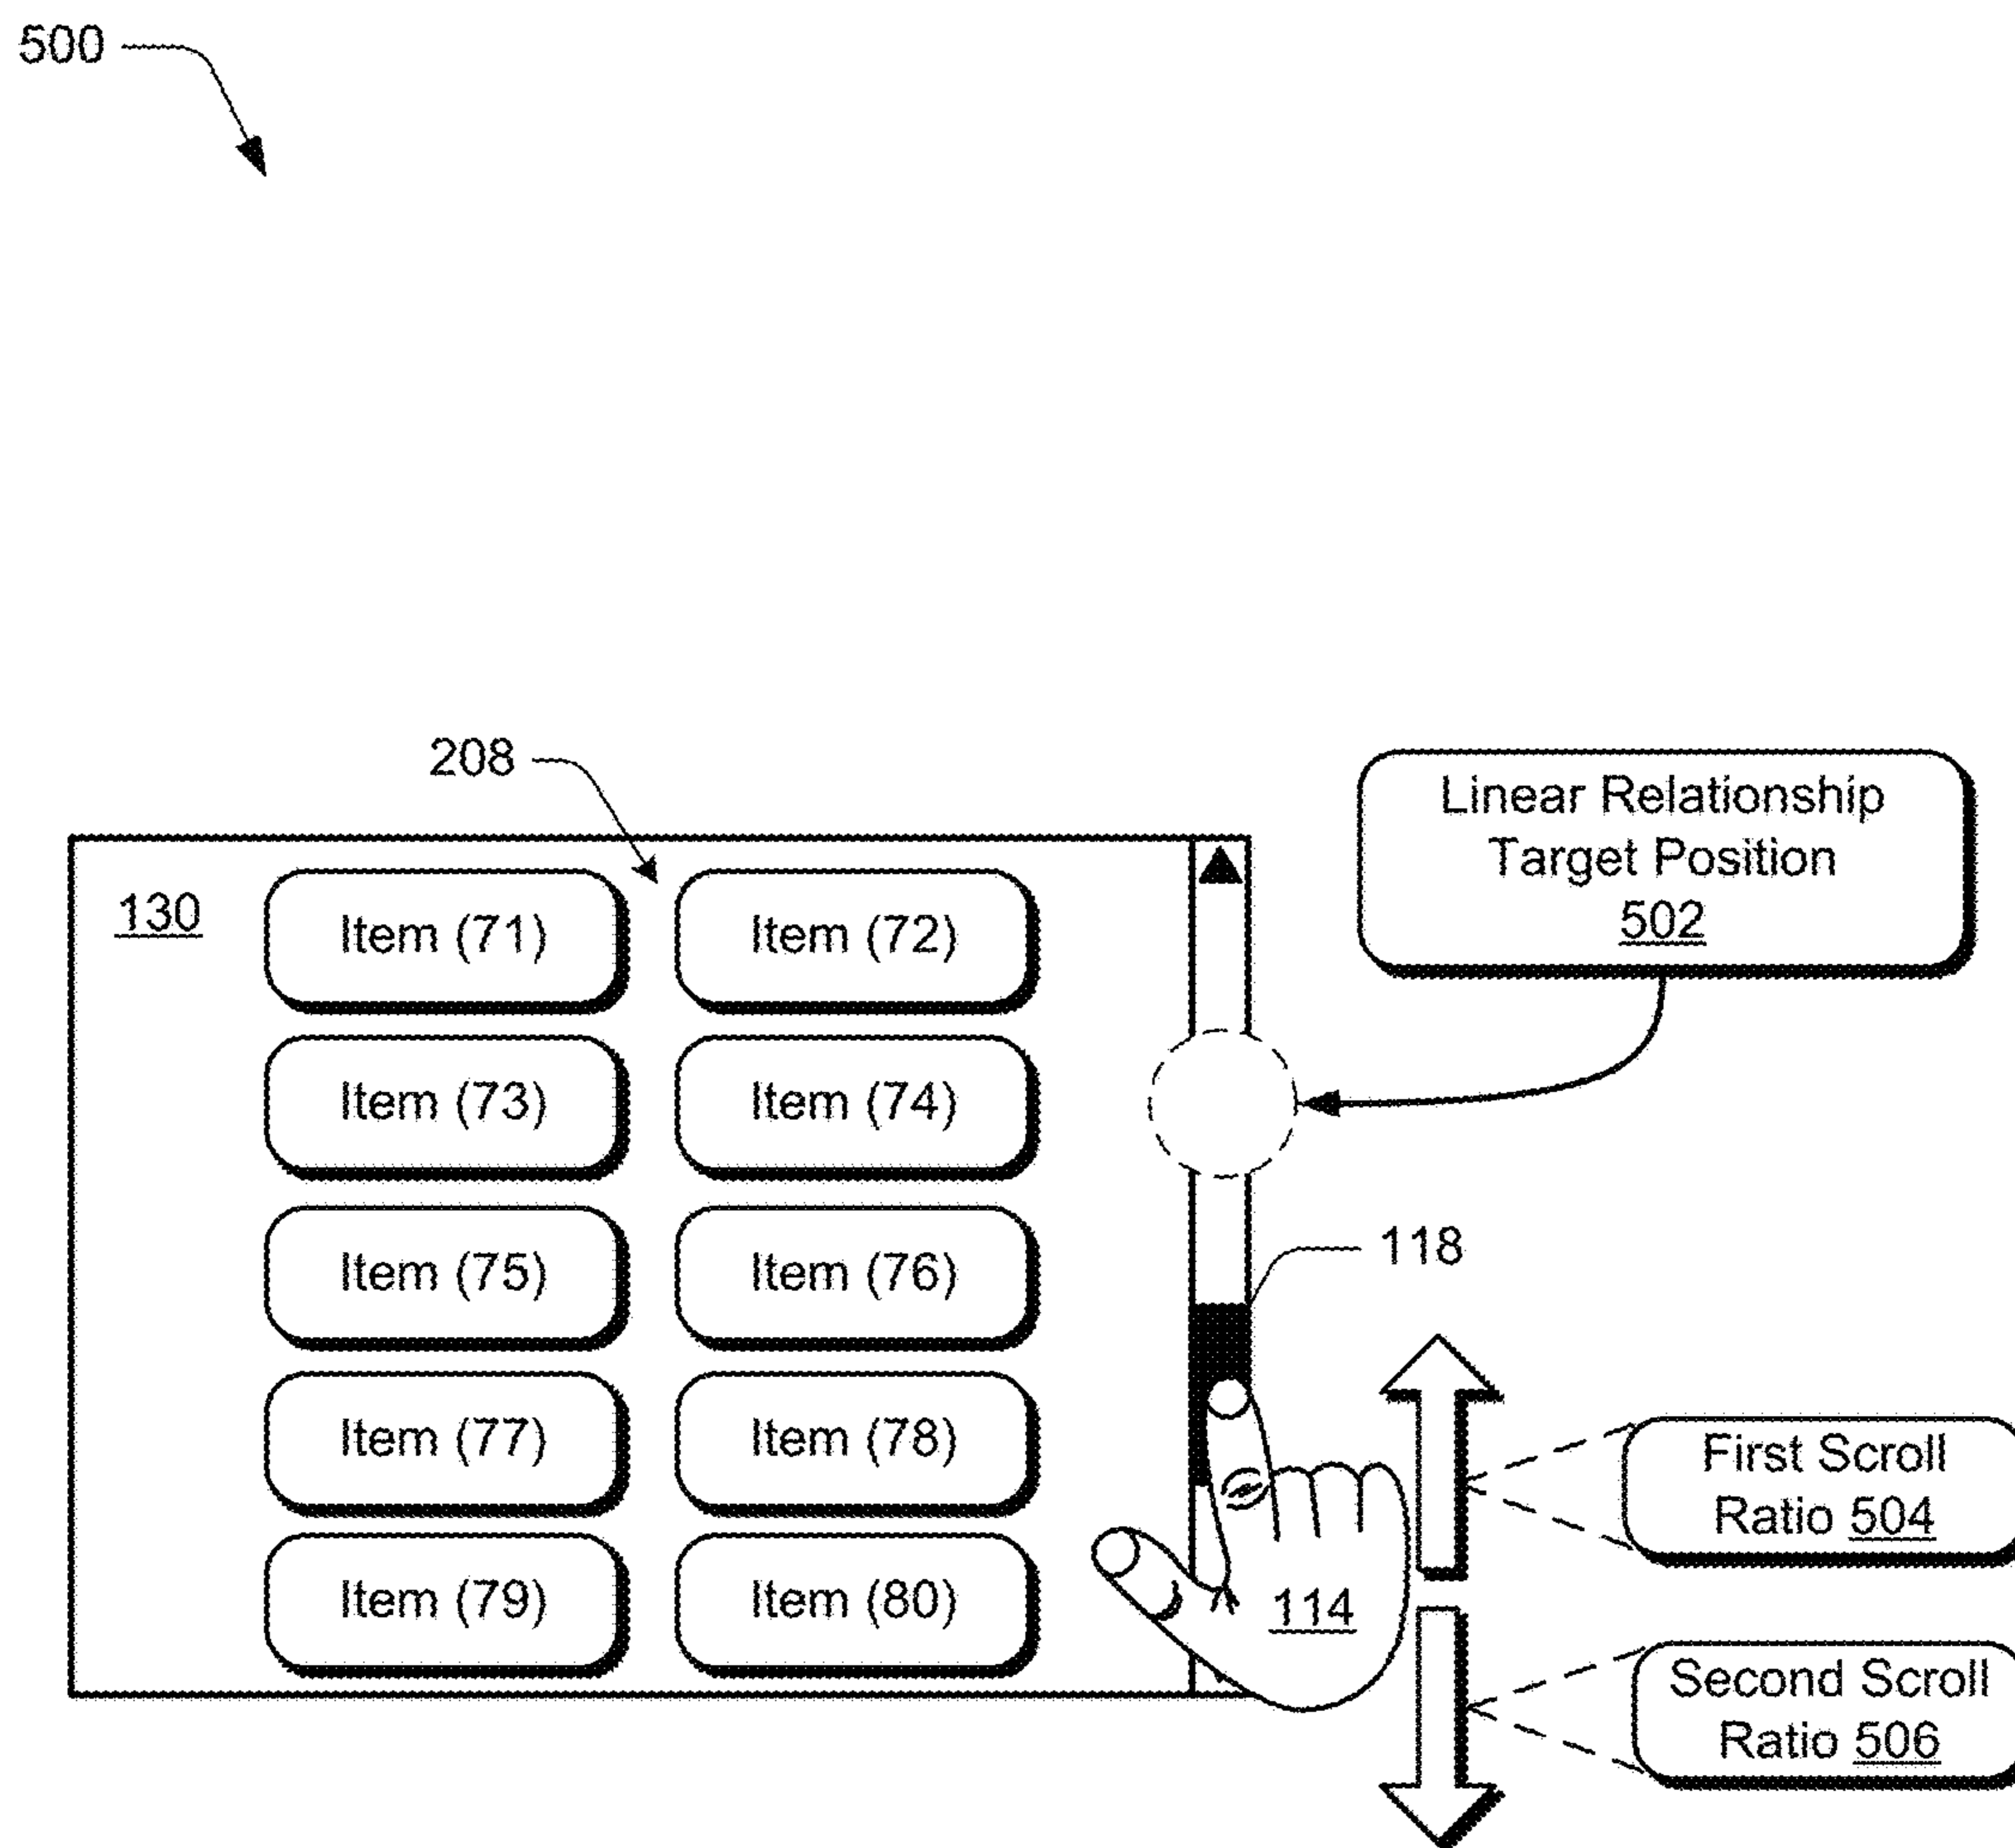 500
208
Linear Relationship
Target Position
502
130
Item (71)
Item (72)
Item (73)
Item (74)
Item (75)
Item (76)
118
Item (77)
Item (78)
First Scroll
Ratio 504
Item (79)
Item (80)
114
Second Scroll
Ratio 506